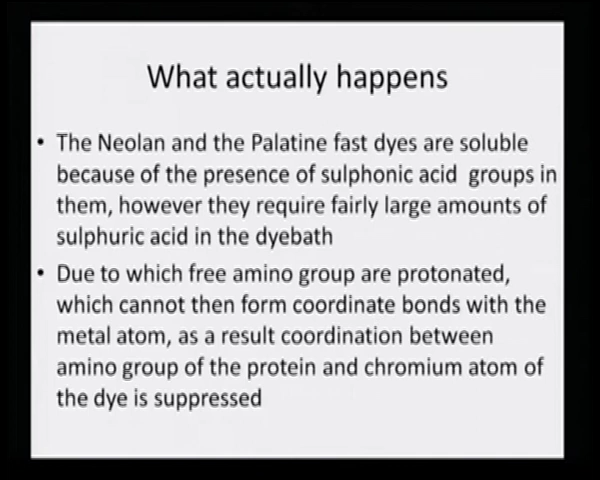 What actually happens
• The Neolan and the Palatine fast dyes are soluble
because of the presence of sulphonic acid groups in
them, however they require fairly large amounts of
sulphuric acid in the dyebath
• Due to which free amino group are protonated,
which cannot then form coordinate bonds with the
metal atom, as a result coordination between
amino group of the protein and chromium atom of
the dye is suppressed